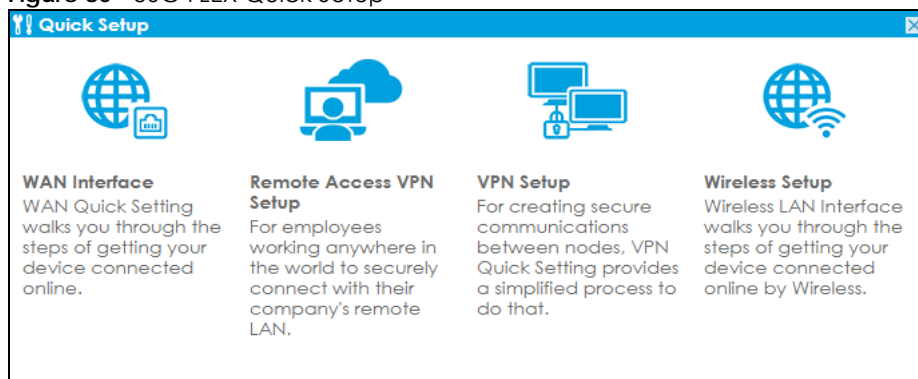 Quick Setup
WAN Interface
WAN Quick Setting
walks you through the
steps of getting your
device connected
online.
Remote Access VPN
Setup
For employees
working anywhere in
the world to securely
connect with their
company's remote
LAN.
VPN Setup
For creating secure
communications
between nodes, VPN
Quick Setting provides
a simplified process to
do that.
Wireless Setup
Wireless LAN Interface
walks you through the
steps of getting your
device connected
online by Wireless.